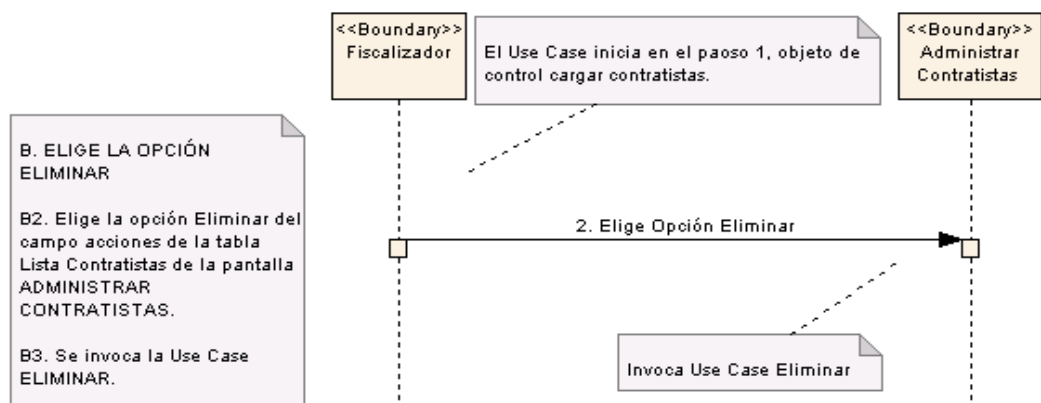 <<Boundary>>
Fiscalizador
El Use Case inicia en el paoso 1, objeto de
control cargar contratistas.
<<Boundary>>
Administrar
Contratistas
B. ELIGE LA OPCIÓN
ELIMINAR
B2. Elige la opción Eliminar del
campo acciones de la tabla
Lista Contratistas de la pantalla
ADMINISTRAR
CONTRATISTAS.
B3. Se invoca la Use Case
ELIMINAR.
2. Elige Opción Eliminar
Invoca Use Case Eliminar